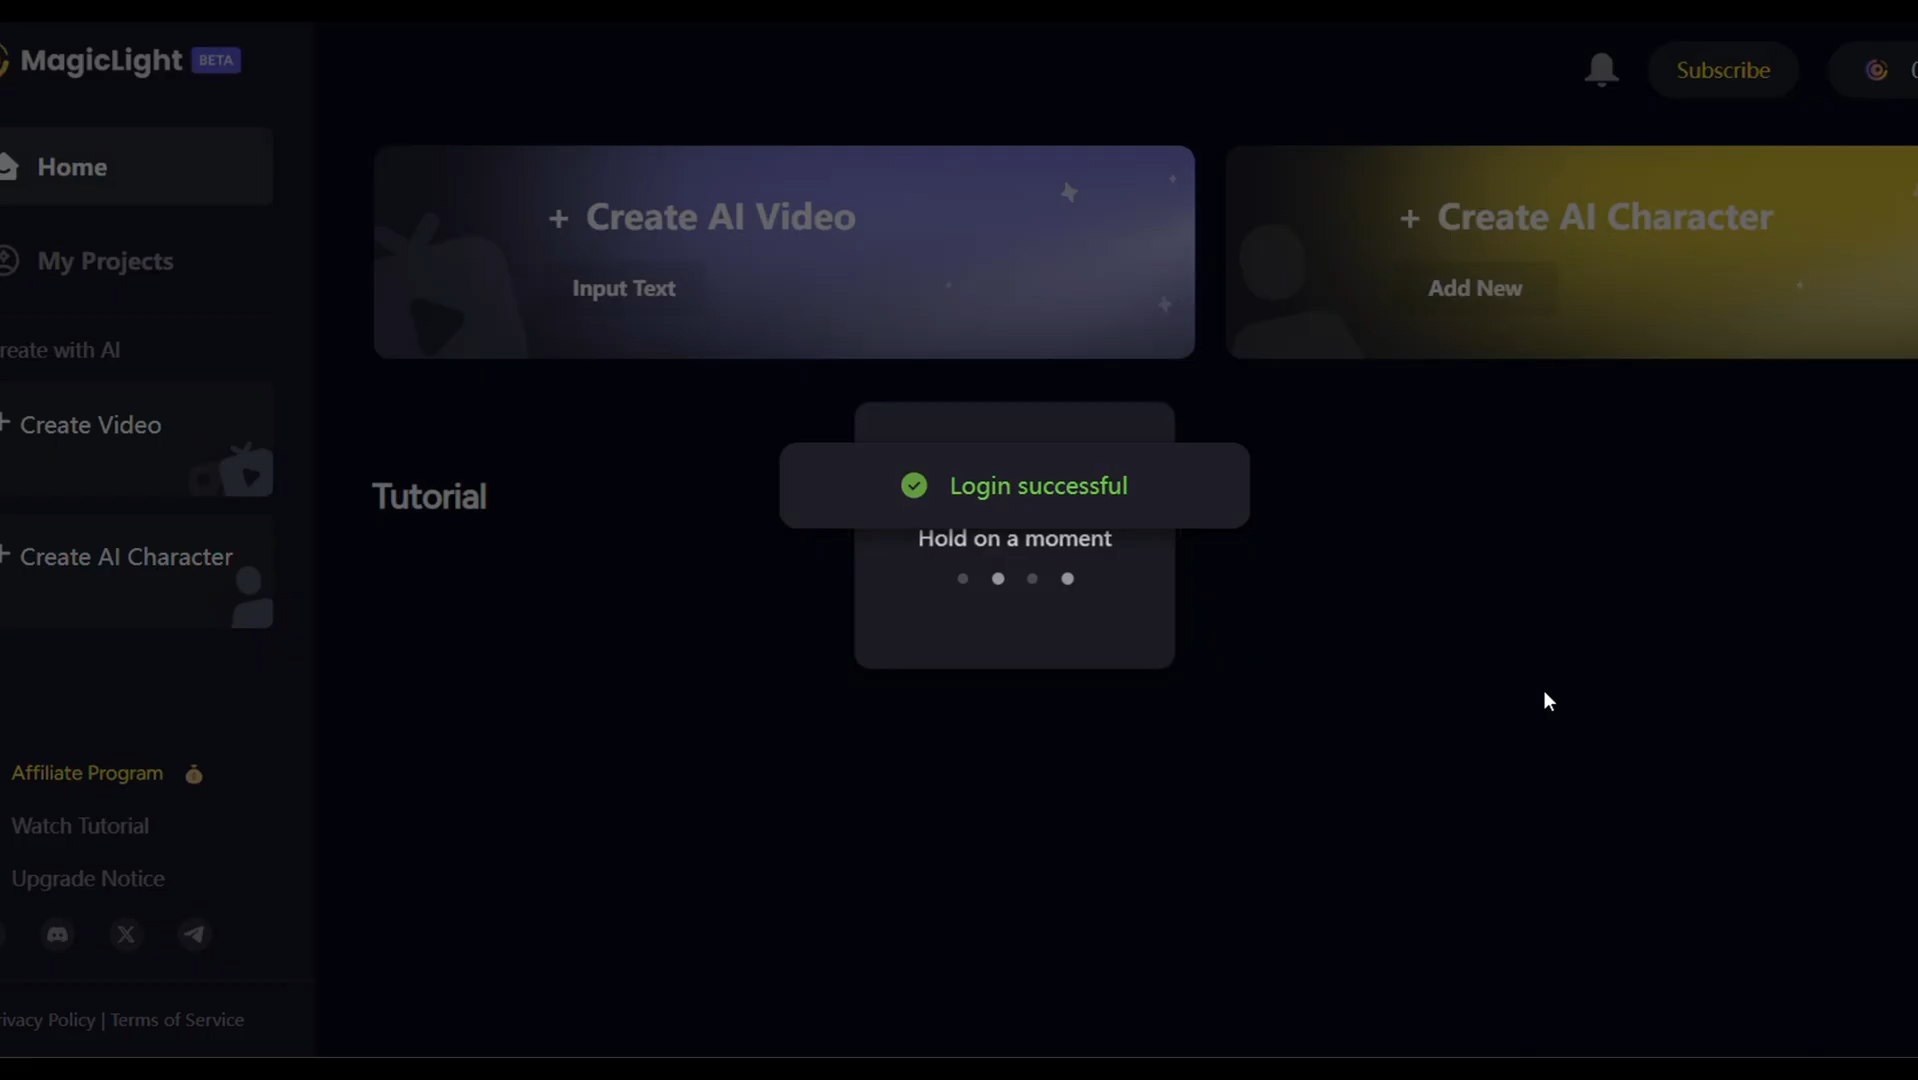 MagicLight BETA
Subscribe
Home
My Projects
reate with AI
+ Create Video
+ Create AI Character
Affiliate Program
Watch Tutorial
Upgrade Notice
rivacy Policy | Terms of Service
+ Create AI Video
Input Text
+ Create AI Character
Add New
Tutorial
Login successful
Hold on a moment